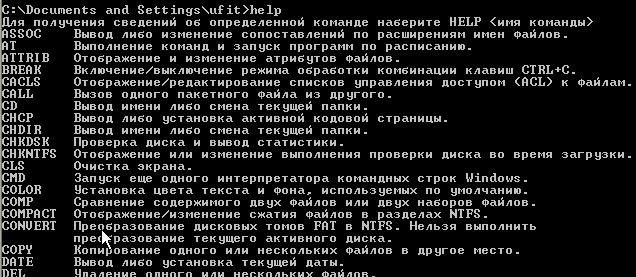 C:\Documents and Settings\ufit>help
Для получения сведений об определенной команде наберите HELP <имя команды>
ASSOC Вывод либо изменение сопоставлений по расширениям имен файлов.
AT Выполнение команд и запуск программ по расписанию.
ATTRIB Отображение и изменение атрибутов файлов.
BREAK Включение/выключение режима обработки комбинации клавиш CTRL+C.
CACLS Отображение/редактирование списков управления доступом (ACL) к файлам.
CALL Вызов одного пакетного файла из другого.
CD Вывод имени либо смена текущей папки.
CHCP Вывод либо установка активной кодовой страницы.
CHDIR Вывод имени либо смена текущей папки.
CHKDSK Проверка диска и вывод статистики.
CHKNTFS Отображение или изменение выполнения проверки диска во время загрузки.
CLS Очистка экрана.
CMD Запуск еще одного интерпретатора командных строк Windows.
COLOR Установка цвета текста и фона, используемых по умолчанию.
COMP Сравнение содержимого двух файлов или двух наборов файлов.
COMPACT Отображение/изменение сжатия файлов в разделах NTFS.
CONVERT Преобразование дисковых томов FAT в NTFS. Нельзя выполнить
преобразование текущего активного диска.
COPY Копирование одного или нескольких файлов в другое место.
DATE Вывод либо установка текущей даты.
DEL Удаление одного или нескольких файлов.